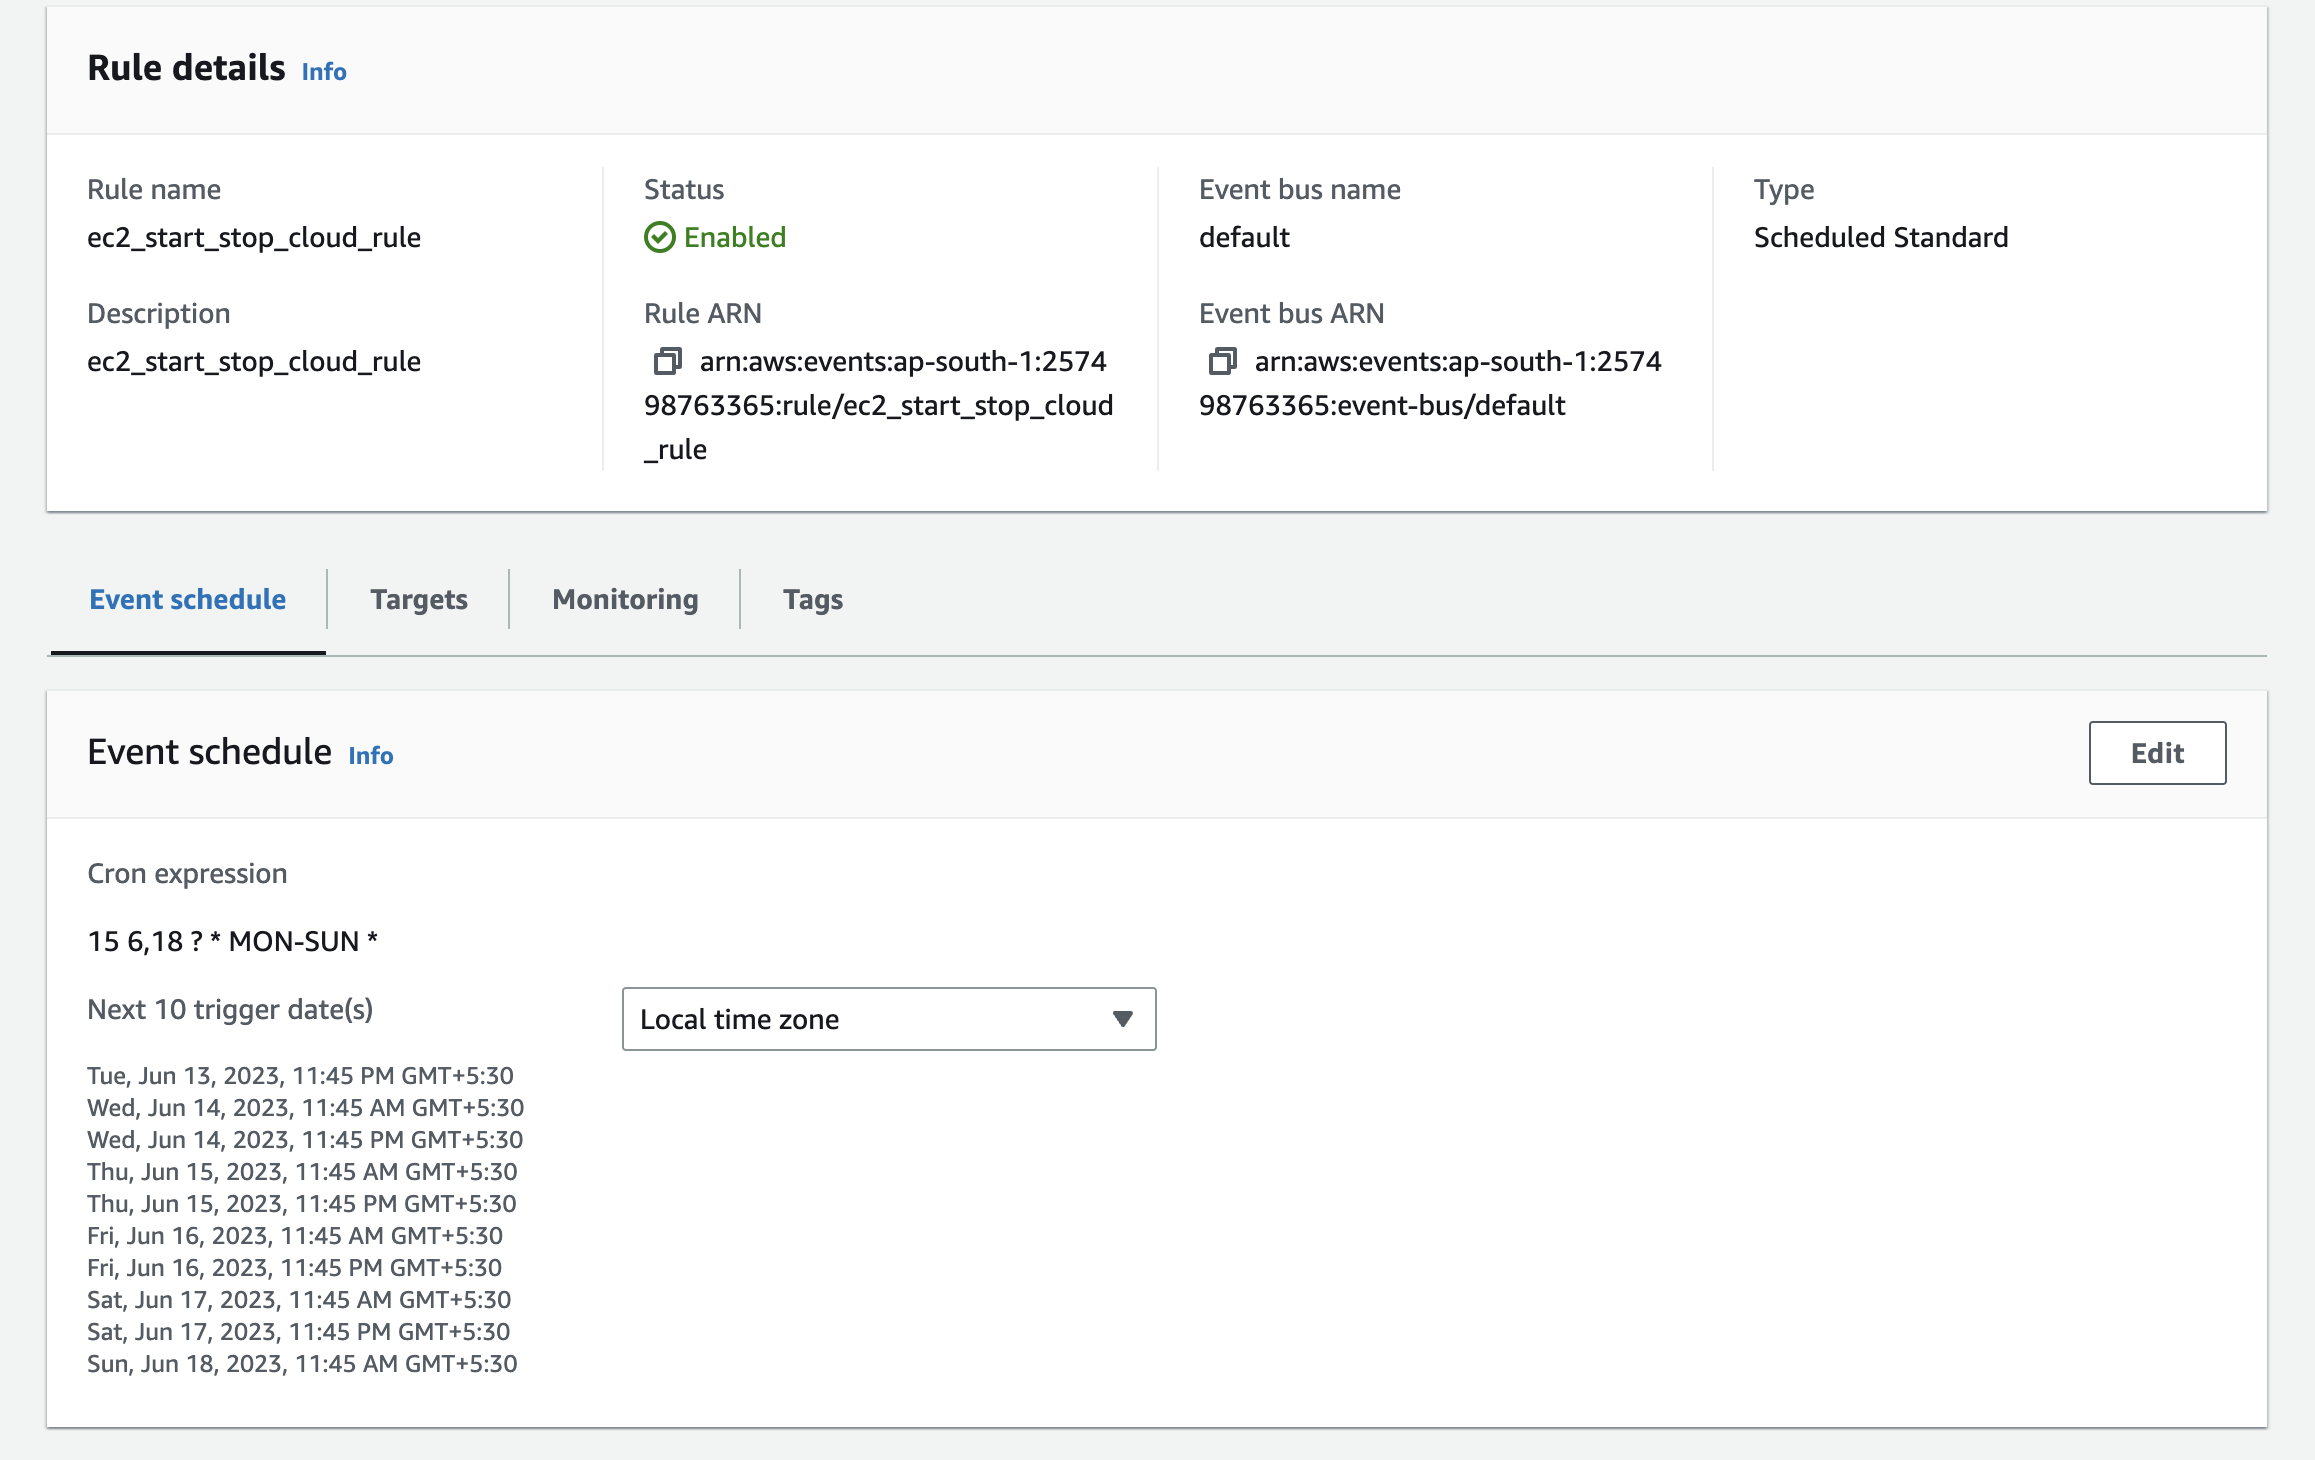 Rule details Info
Rule name
ec2_start_stop_cloud_rule
Description
ec2_start_stop_cloud_rule
Status
Enabled
Rule ARN
arn:aws:events:ap-south-1:2574
98763365:rule/ec2_start_stop_cloud
_rule
Event bus name
default
Event bus ARN
arn:aws:events:ap-south-1:2574
98763365:event-bus/default
Type
Scheduled Standard
Event schedule Targets Monitoring Tags
Event schedule Info
Edit
Cron expression
15 6,18 ? * MON-SUN *
Next 10 trigger date(s)
Local time zone
Tue, Jun 13, 2023, 11:45 PM GMT+5:30
Wed, Jun 14, 2023, 11:45 AM GMT+5:30
Wed, Jun 14, 2023, 11:45 PM GMT+5:30
Thu, Jun 15, 2023, 11:45 AM GMT+5:30
Thu, Jun 15, 2023, 11:45 PM GMT+5:30
Fri, Jun 16, 2023, 11:45 AM GMT+5:30
Fri, Jun 16, 2023, 11:45 PM GMT+5:30
Sat, Jun 17, 2023, 11:45 AM GMT+5:30
Sat, Jun 17, 2023, 11:45 PM GMT+5:30
Sun, Jun 18, 2023, 11:45 AM GMT+5:30